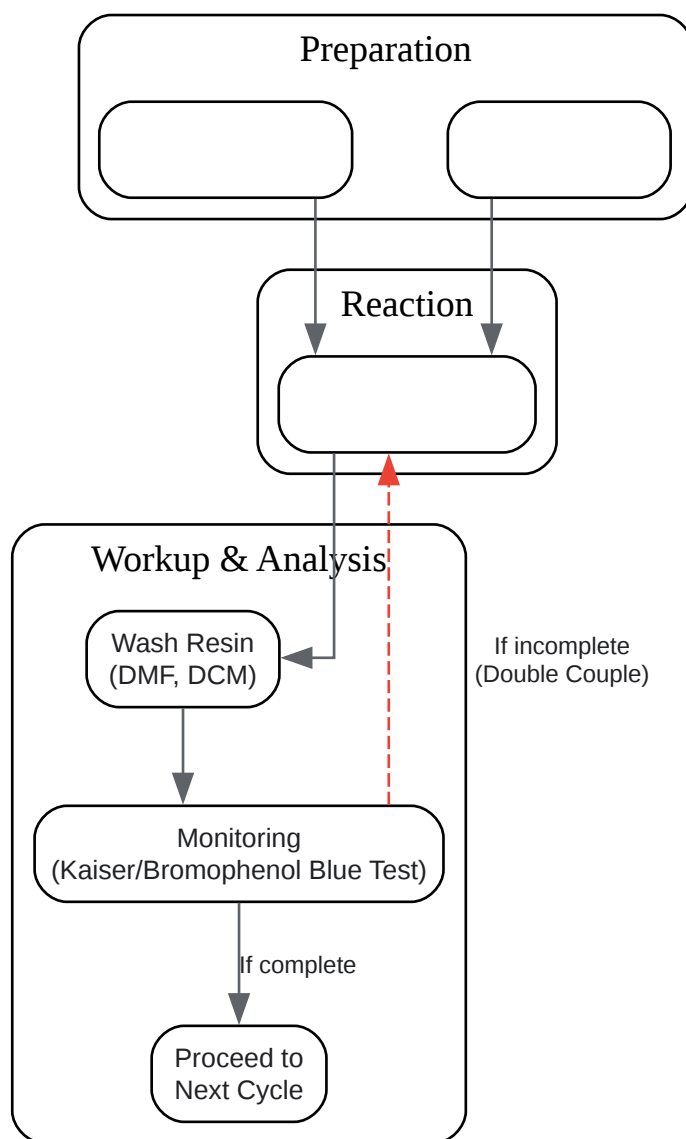 Preparation
Reaction
Workup & Analysis
Wash Resin
(DMF, DCM)
If incomplete
(Double Couple)
Monitoring
(Kaiser/Bromophenol Blue Test)
If complete
Proceed to
Next Cycle